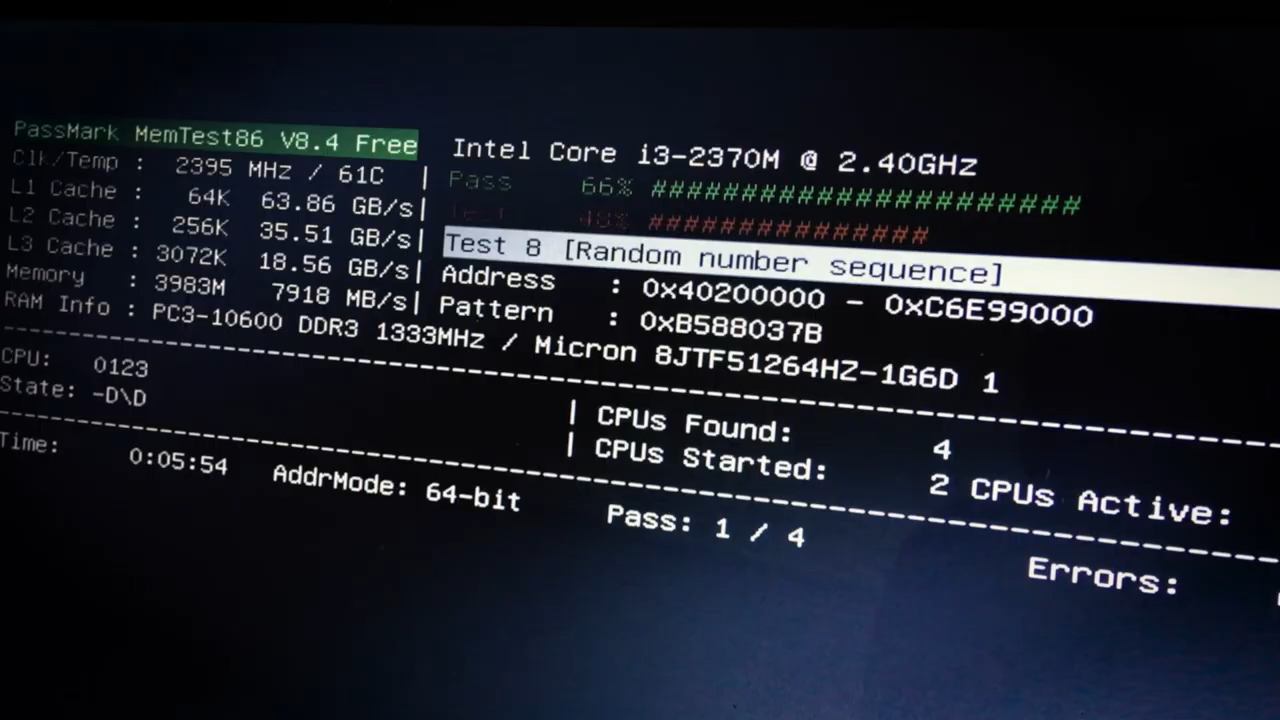 PassMark MemTest86 V8.4 Free Intel Core i3-2370M @ 2.40GHz
Clk/Temp : 2395 MHz / 61C | Pass 66% ######################
L1 Cache : 64K 63.86 GB/s| Test 48% ################
L2 Cache : 256K 35.51 GB/s| Test 8 [Random number sequence]
L3 Cache : 3072K 18.56 GB/s| Address : 0x40200000 - 0xC6E99000
Memory : 3983M 7918 MB/s| Pattern : 0xB588037B
RAM Info : PC3-10600 DDR3 1333MHz / Micron 8JTF51264HZ-1G6D 1
CPU: 0123 | CPUs Found: 4
State: -D\D | CPUs Started: 2 CPUs Active:
Time: 0:05:54 AddrMode: 64-bit Pass: 1 / 4 Errors: